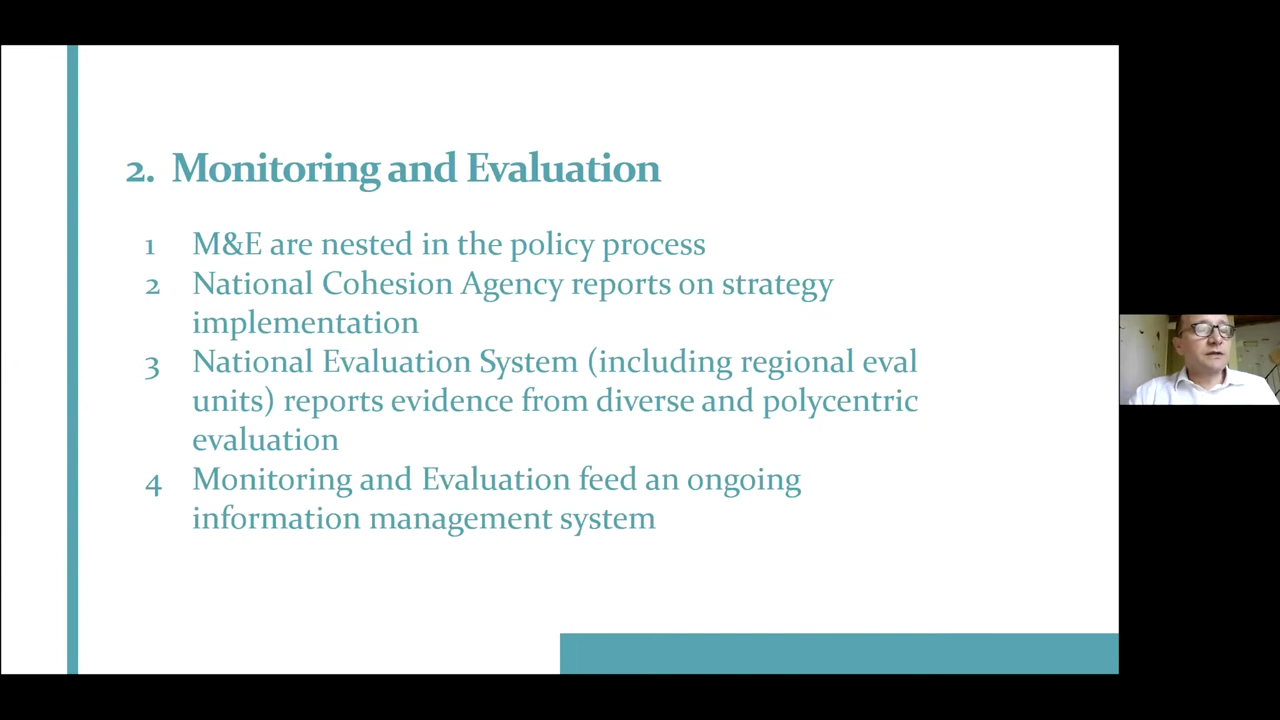 2. Monitoring and Evaluation
1 M&E are nested in the policy process
2 National Cohesion Agency reports on strategy
implementation
3 National Evaluation System (including regional eval
units) reports evidence from diverse and polycentric
evaluation
4 Monitoring and Evaluation feed an ongoing
information management system